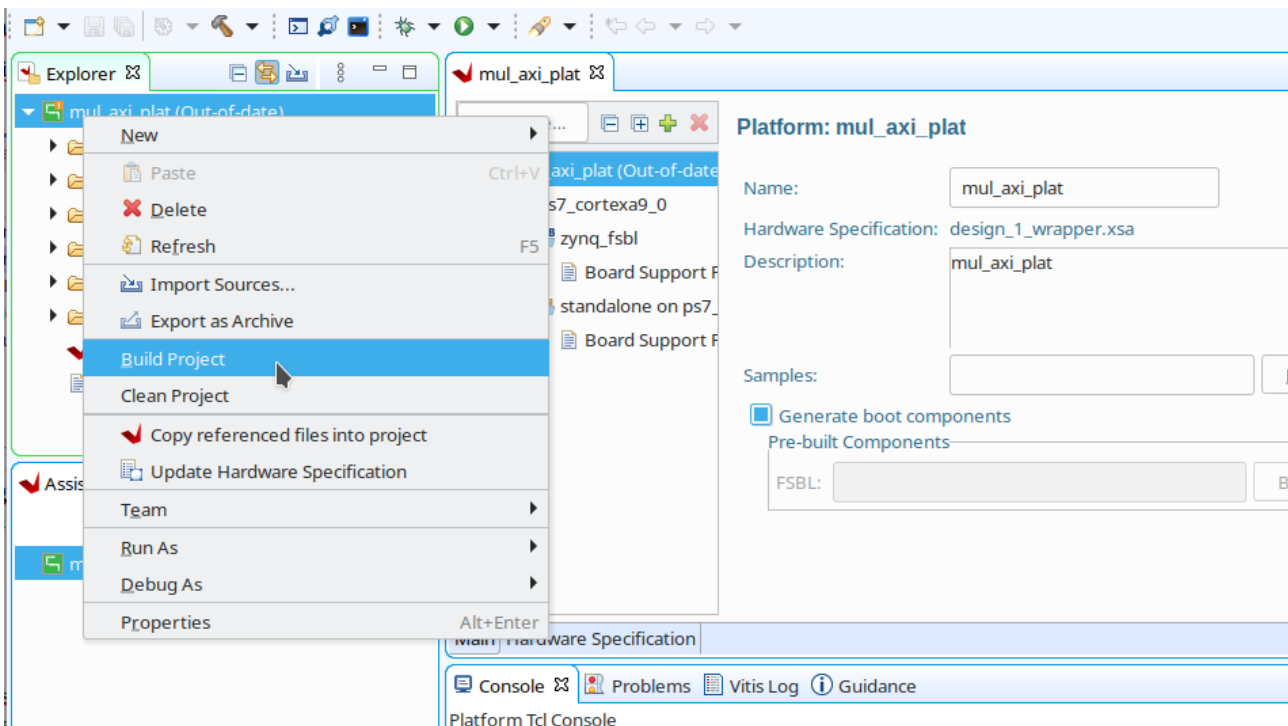 Explorer
mul_axi_plat (Out-of-date)
New
Paste Ctrl+V
Delete
Refresh F5
Import Sources...
Export as Archive
Build Project
Clean Project
Copy referenced files into project
Update Hardware Specification
Team
Run As
Debug As
Properties Alt+Enter
Assis
m
mul_axi_plat
...
axi_plat (Out-of-date
s7_cortexa9_0
zynq_fsbl
Board Support
standalone on ps7_
Board Support
Platform: mul_axi_plat
Name: mul_axi_plat
Hardware Specification: design_1_wrapper.xsa
Description: mul_axi_plat
Samples:
Generate boot components
Pre-built Components
FSBL: B
Main Hardware Specification
Console Problems Vitis Log Guidance
Platform Tcl Console